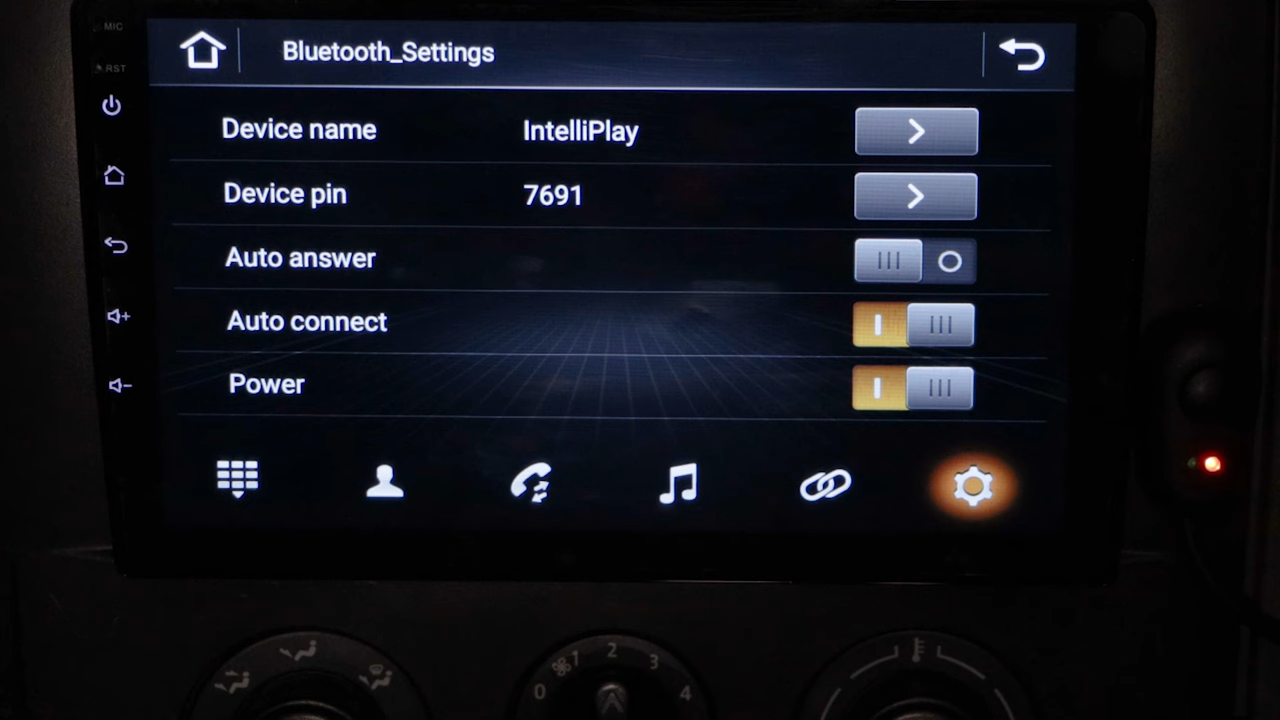 MIC
RST
Bluetooth_Settings
Device name IntelliPlay
Device pin 7691
Auto answer
Auto connect
Power
0 1 2 3 4